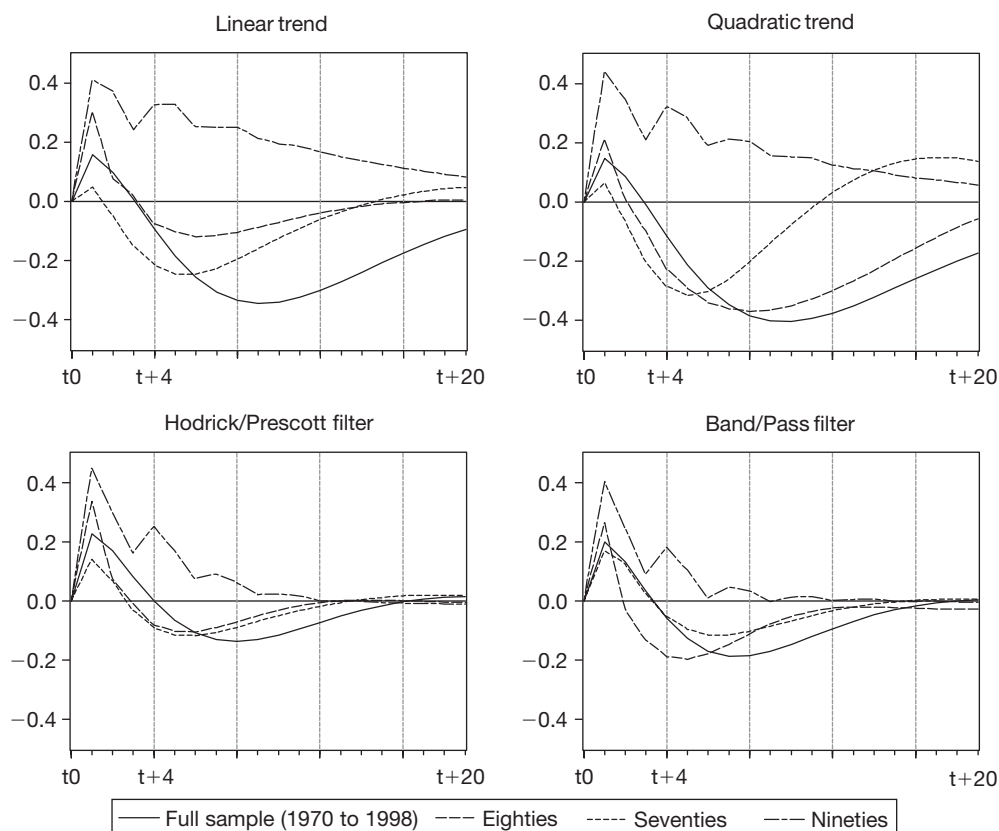 Linear trend
Quadratic trend
0.4
0.2
0.0
−0.2
−0.4
t0 t+4 t+20
0.4
0.2
0.0
−0.2
−0.4
t0 t+4 t+20
Hodrick/Prescott filter
Band/Pass filter
0.4
0.2
0.0
−0.2
−0.4
t0 t+4 t+20
0.4
0.2
0.0
−0.2
−0.4
t0 t+4 t+20
Full sample (1970 to 1998) Eighties Seventies Nineties